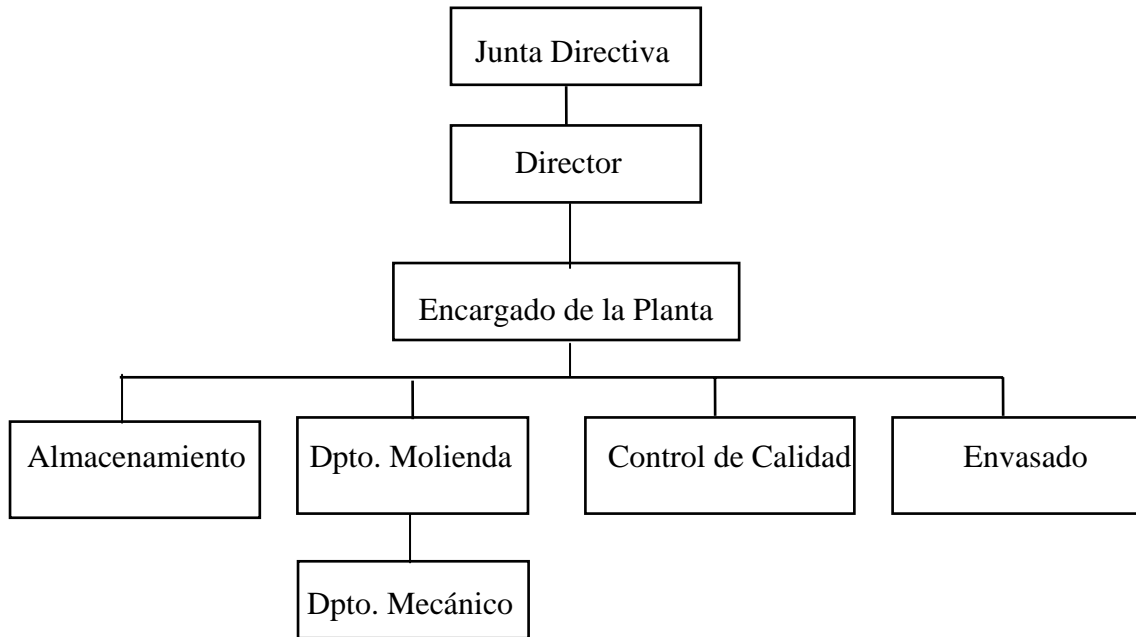 Junta Directiva
Director
Encargado de la Planta
Almacenamiento
Dpto. Molienda
Control de Calidad
Envasado
Dpto. Mecánico